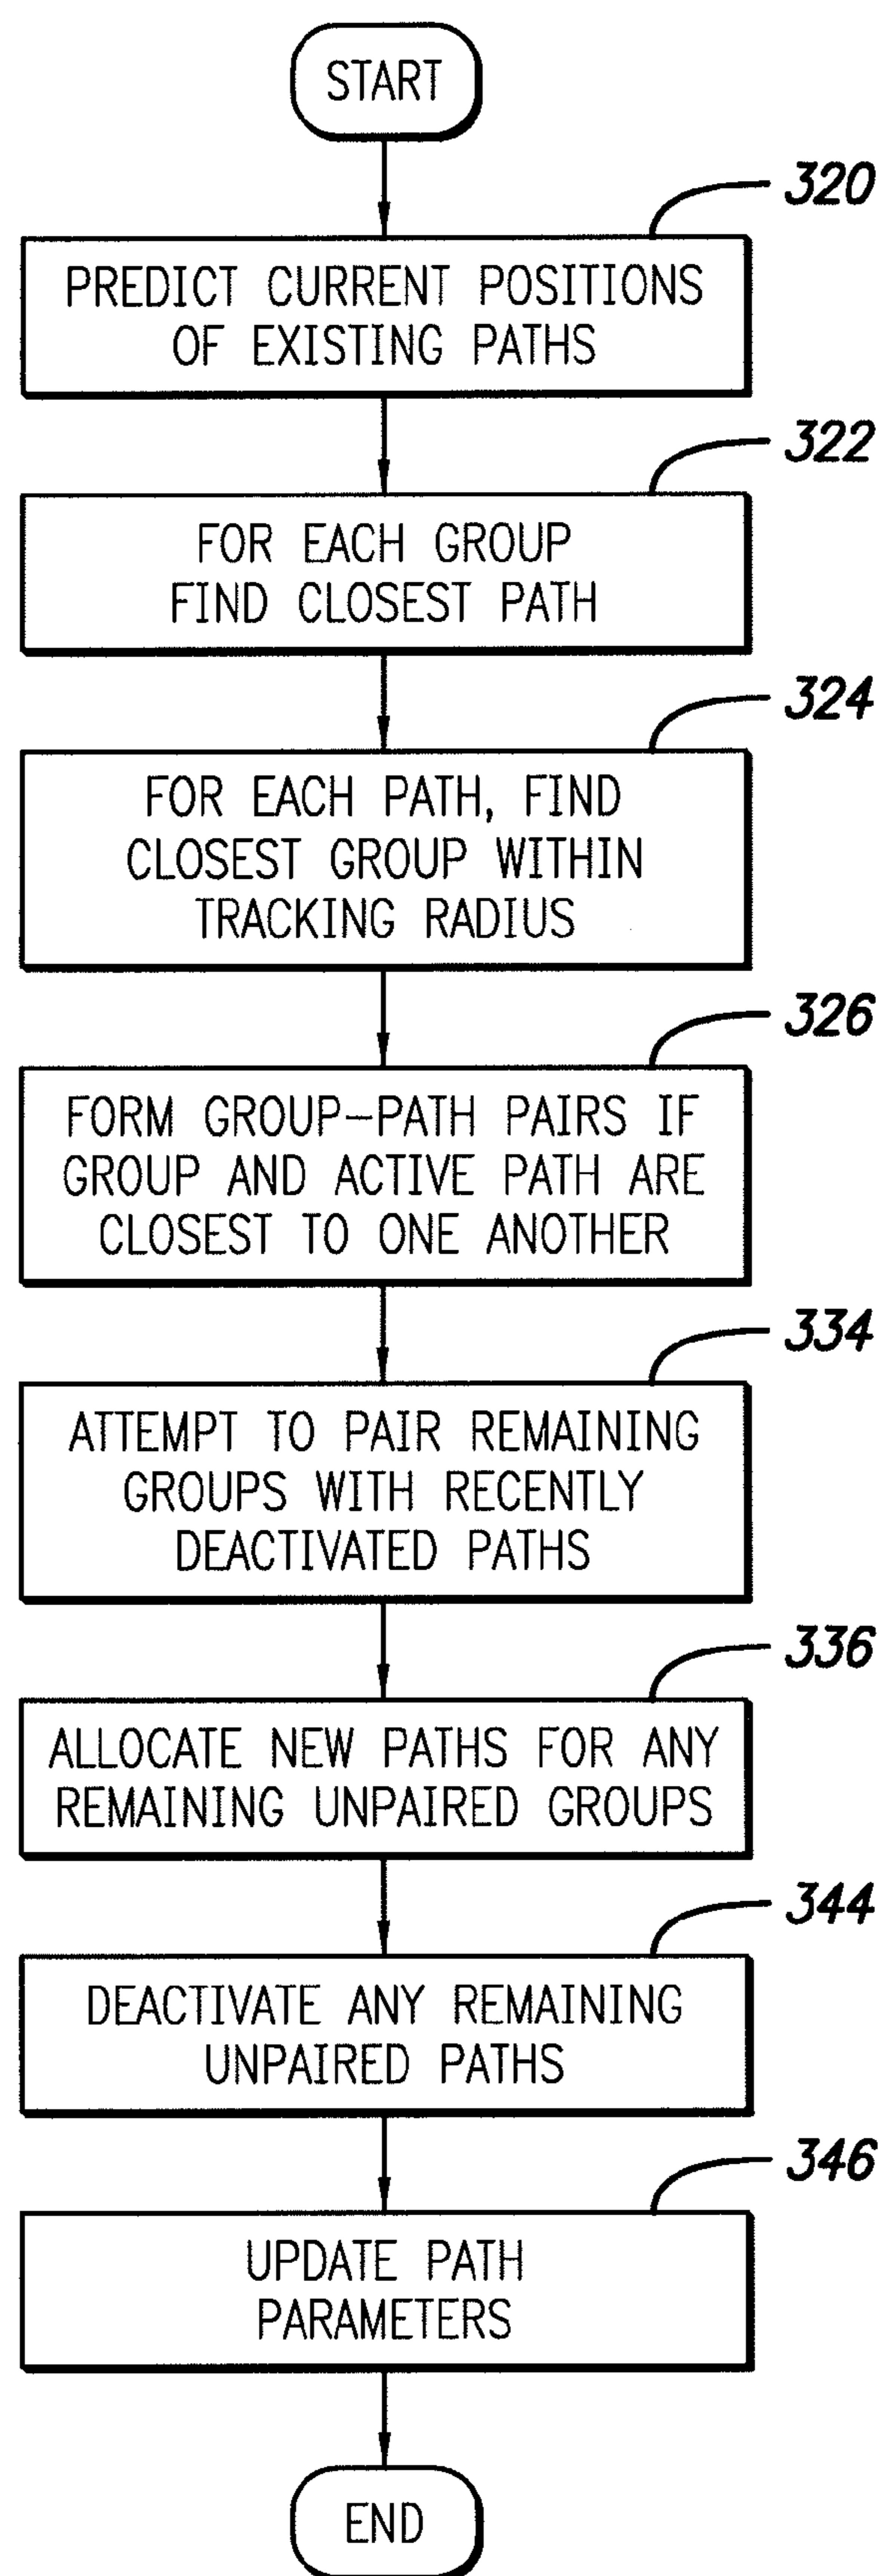 START
320
PREDICT CURRENT POSITIONS
OF EXISTING PATHS
322
FOR EACH GROUP
FIND CLOSEST PATH
324
FOR EACH PATH, FIND
CLOSEST GROUP WITHIN
TRACKING RADIUS
326
FORM GROUP-PATH PAIRS IF
GROUP AND ACTIVE PATH ARE
CLOSEST TO ONE ANOTHER
334
ATTEMPT TO PAIR REMAINING
GROUPS WITH RECENTLY
DEACTIVATED PATHS
336
ALLOCATE NEW PATHS FOR ANY
REMAINING UNPAIRED GROUPS
344
DEACTIVATE ANY REMAINING
UNPAIRED PATHS
346
UPDATE PATH
PARAMETERS
END